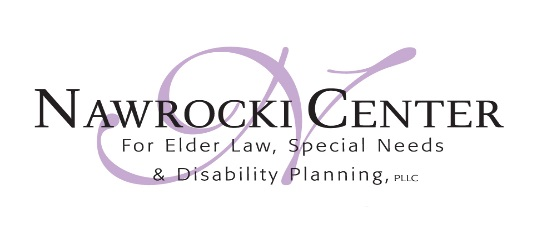 NAWROCKI CENTER
For Elder Law, Special Needs
& Disability Planning, PLLC